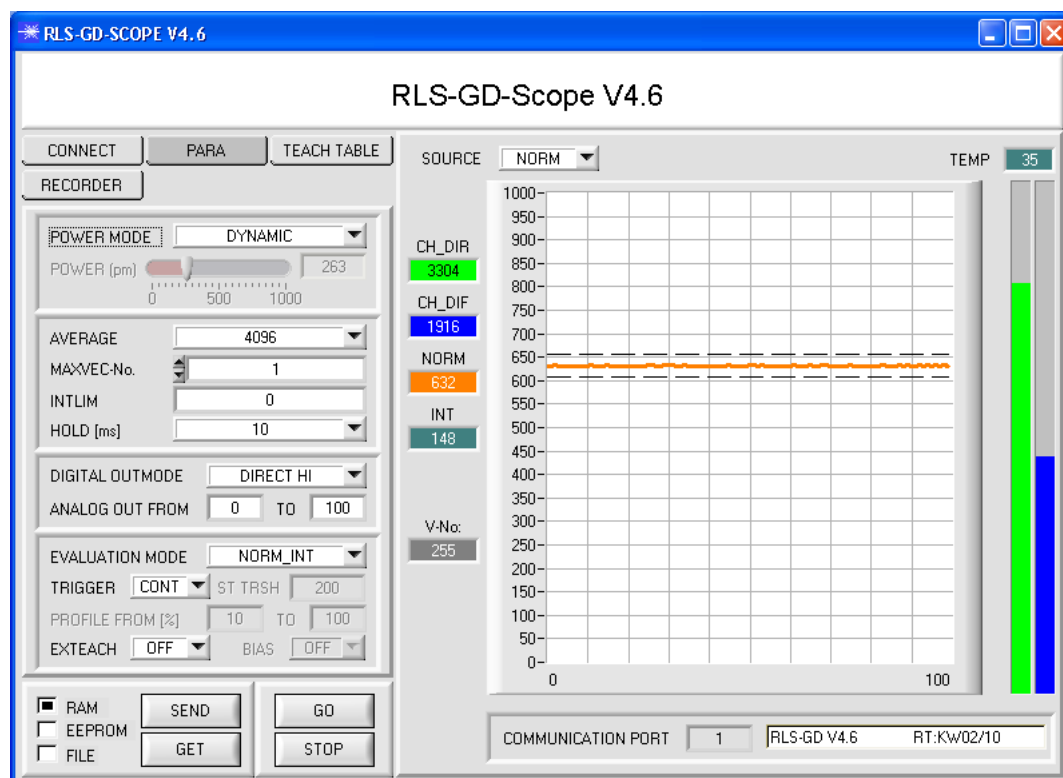 RLS-GD-SCOPE V4.6
RLS-GD-Scope V4.6
CONNECT PARA TEACH TABLE
RECORDER
POWER MODE DYNAMIC
POWER (pm) 263
0 500 1000
AVERAGE 4096
MAXVEC-No. 1
INTLIM 0
HOLD [ms] 10
DIGITAL OUTMODE DIRECT HI
ANALOG OUT FROM 0 TO 100
EVALUATION MODE NORM_INT
TRIGGER CONT ST TRSH 200
PROFILE FROM [%] 10 TO 100
EXTEACH OFF BIAS OFF
RAM SEND GO
EEPROM
FILE GET STOP
SOURCE NORM TEMP 35
CH_DIR
3304
CH_DIF
1916
NORM
632
INT
148
V-No:
255
1000
950
900
850
800
750
700
650
600
550
500
450
400
350
300
250
200
150
100
50
0
0 100
COMMUNICATION PORT 1 RLS-GD V4.6 RT:KW02/10